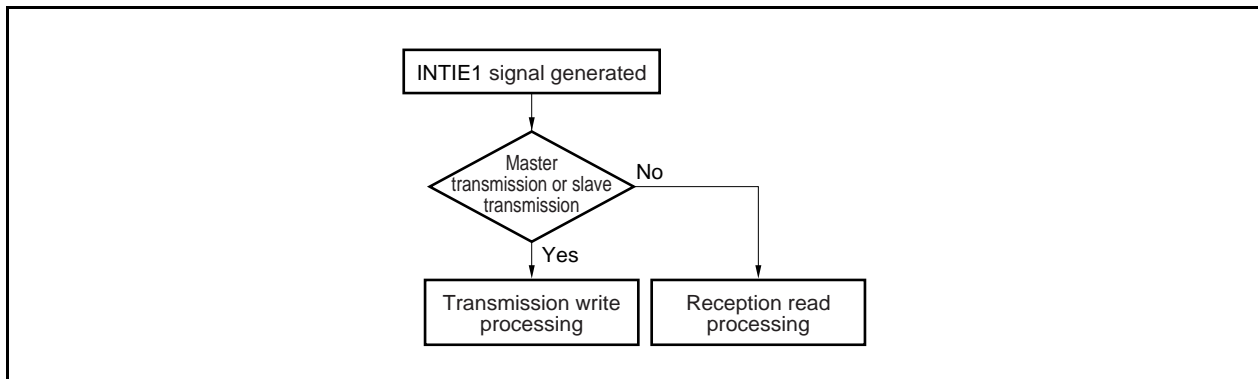 INTIE1 signal generated
Master
transmission or slave
transmission
No
Yes
Transmission write
processing
Reception read
processing